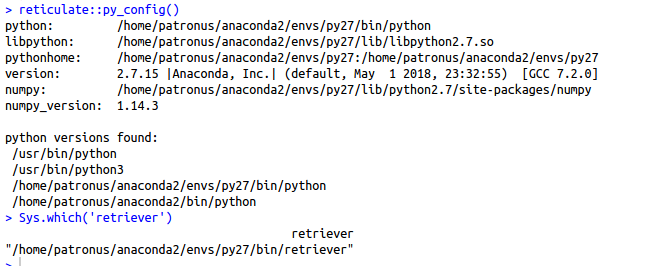 > reticulate::py_config()
python:         /home/patronus/anaconda2/envs/py27/bin/python
libpython:      /home/patronus/anaconda2/envs/py27/lib/libpython2.7.so
pythonhome:     /home/patronus/anaconda2/envs/py27:/home/patronus/anaconda2/envs/py27
version:        2.7.15 |Anaconda, Inc.| (default, May  1 2018, 23:32:55)  [GCC 7.2.0]
numpy:          /home/patronus/anaconda2/envs/py27/lib/python2.7/site-packages/numpy
numpy_version:  1.14.3

python versions found:
 /usr/bin/python
 /usr/bin/python3
 /home/patronus/anaconda2/envs/py27/bin/python
 /home/patronus/anaconda2/bin/python
> Sys.which('retriever')
                                        retriever
"/home/patronus/anaconda2/envs/py27/bin/retriever"
>